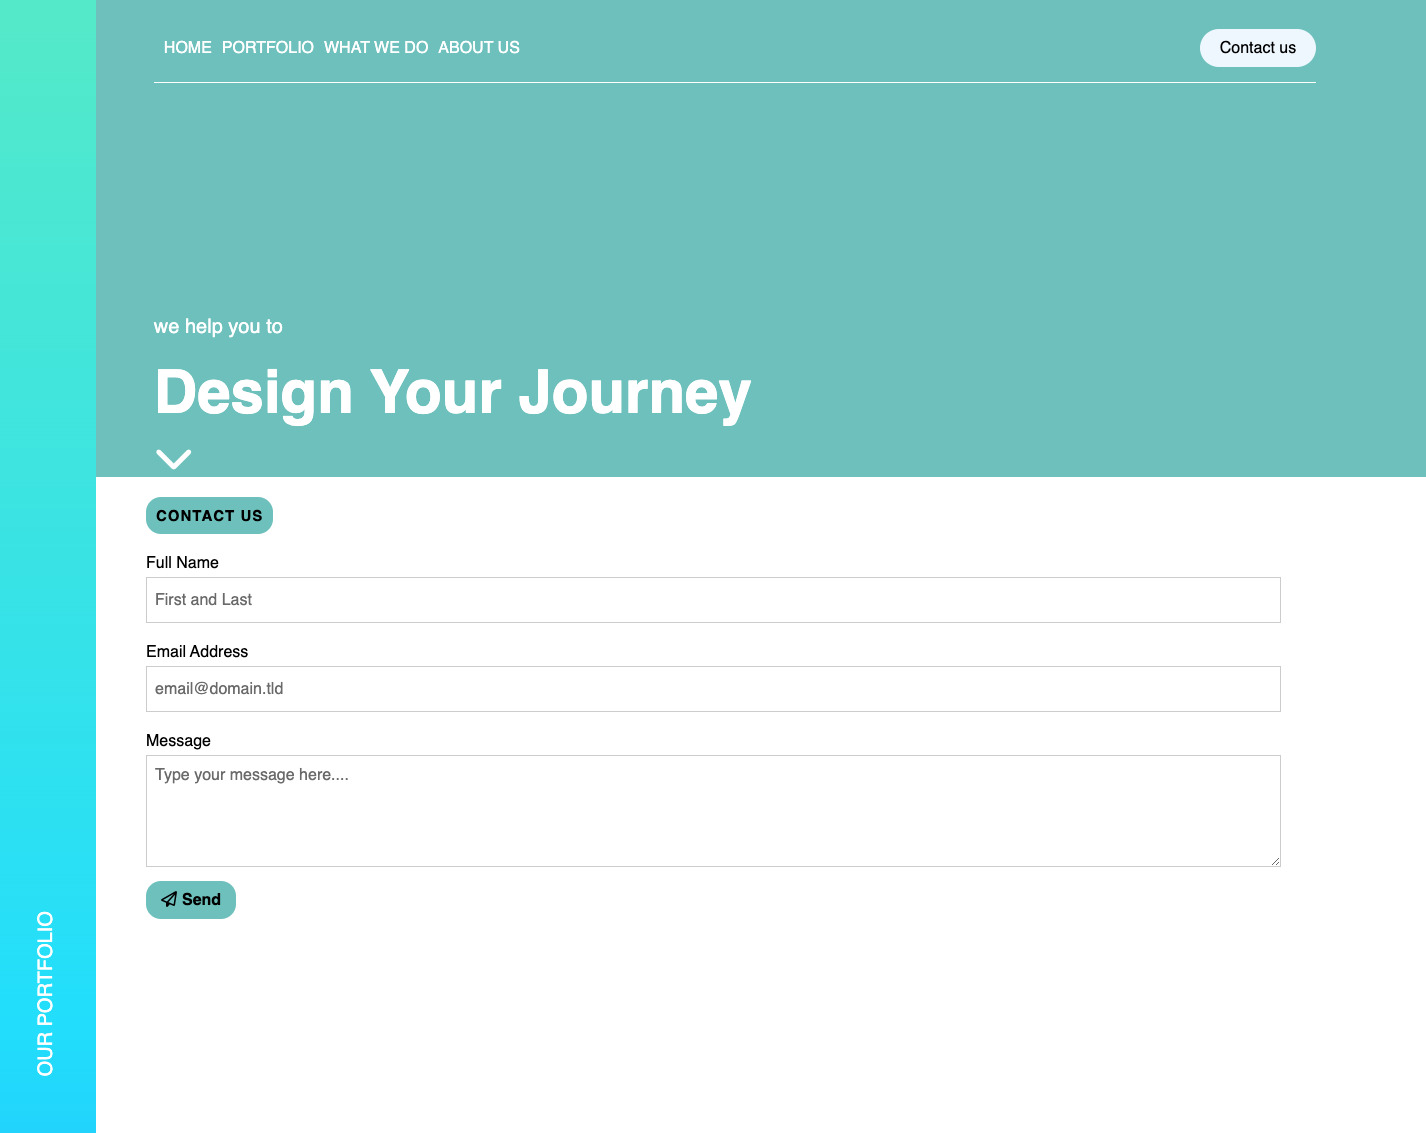 HOME PORTFOLIO WHAT WE DO ABOUT US
Contact us
we help you to
Design Your Journey
CONTACT US
Full Name
First and Last
Email Address
email@domain.tld
Message
Type your message here....
Send
OUR PORTFOLIO